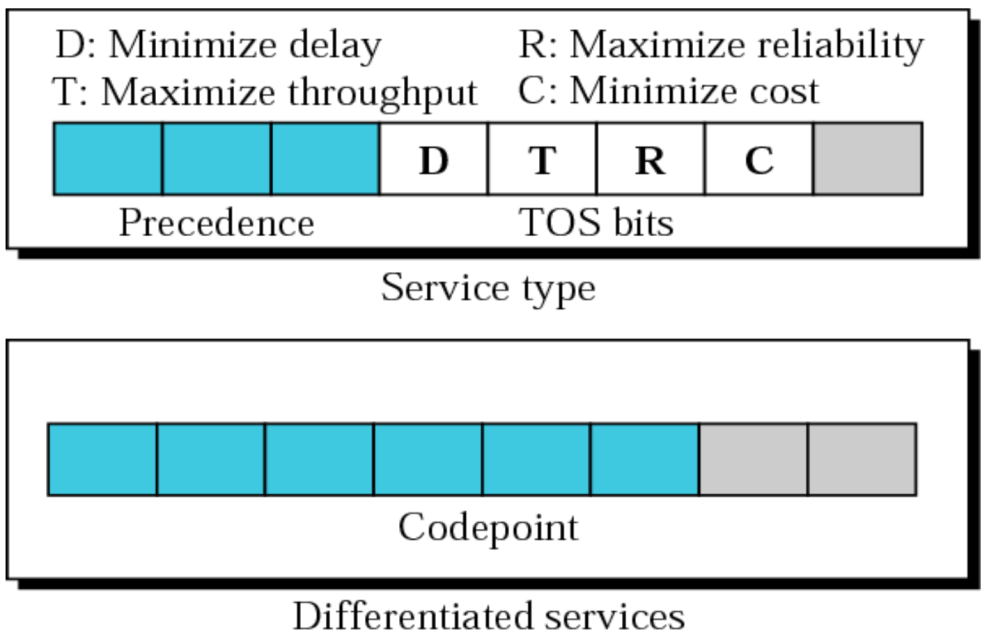 D: Minimize delay R: Maximize reliability
T: Maximize throughput C: Minimize cost
D T R C
Precedence TOS bits
Service type
Codepoint
Differentiated services